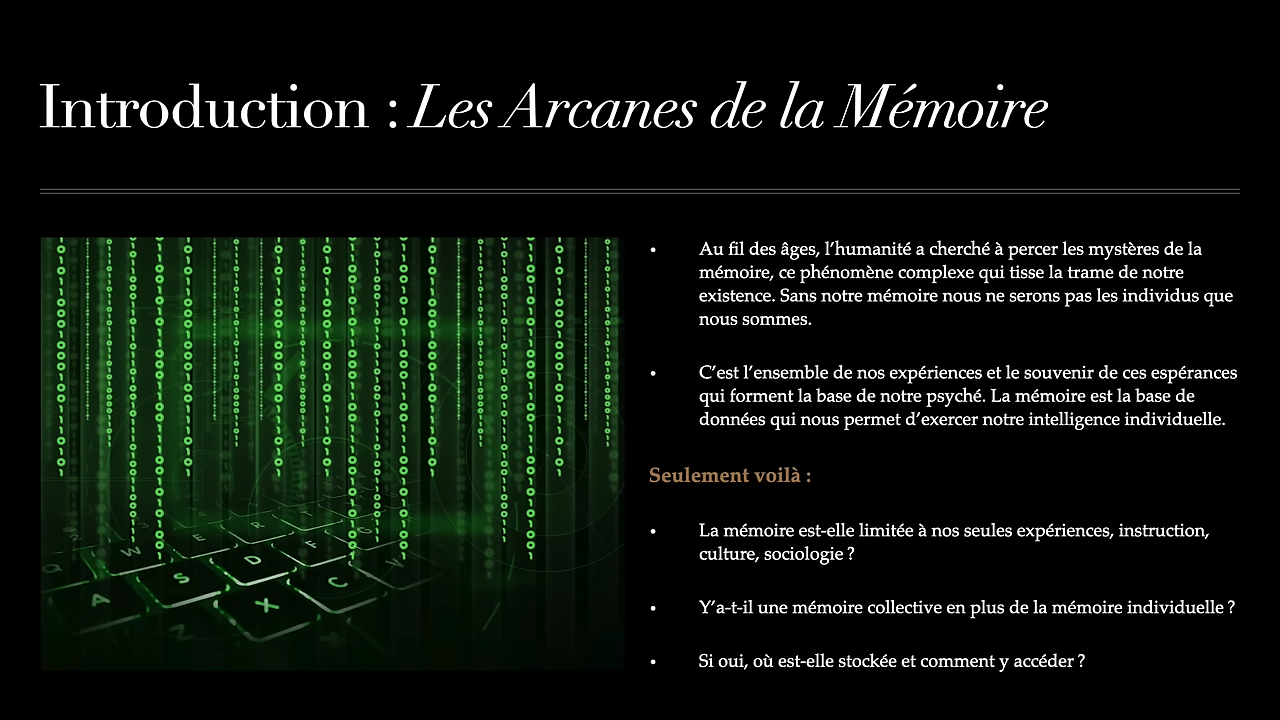 Introduction : Les Arcanes de la Mémoire
• Au fil des âges, l’humanité a cherché à percer les mystères de la
mémoire, ce phénomène complexe qui tisse la trame de notre
existence. Sans notre mémoire nous ne serons pas les individus que
nous sommes.
• C’est l’ensemble de nos expériences et le souvenir de ces espérances
qui forment la base de notre psyché. La mémoire est la base de
données qui nous permet d’exercer notre intelligence individuelle.
Seulement voilà :
• La mémoire est-elle limitée à nos seules expériences, instruction,
culture, sociologie ?
• Y’a-t-il une mémoire collective en plus de la mémoire individuelle ?
• Si oui, où est-elle stockée et comment y accéder ?
Q W E R
A S D F G
Z X C V